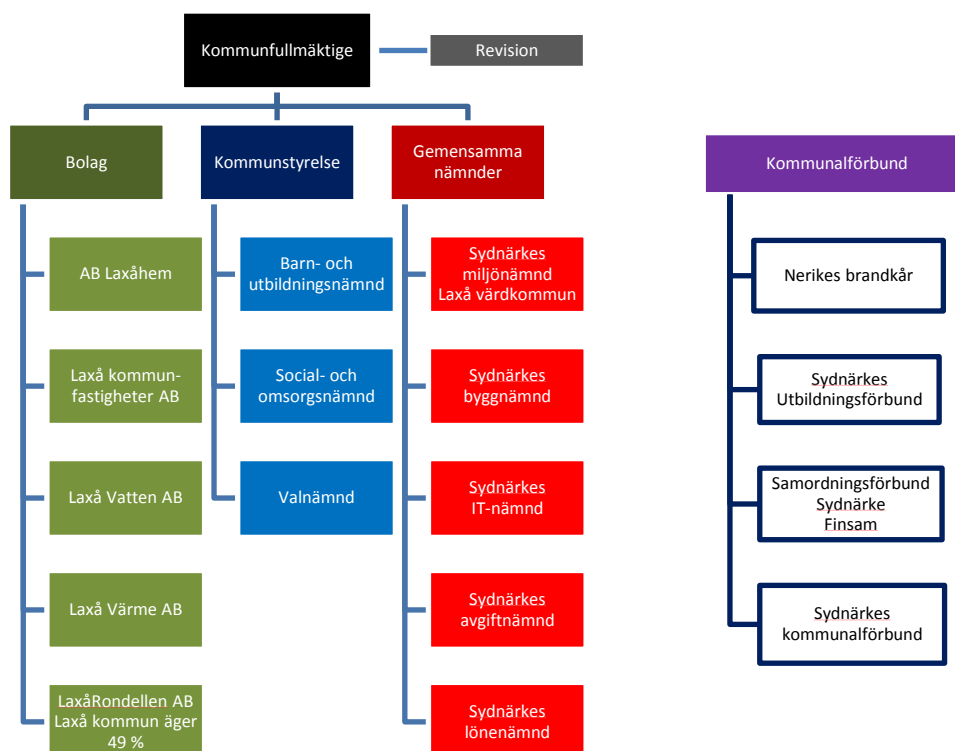 Kommunfullmäktige
Revision
Bolag
Kommunstyrelse
Gemensamma
nämnder
Kommunalförbund
AB Laxåhem
Laxå kommun-
fastigheter AB
Laxå Vatten AB
Laxå Värme AB
LaxåRondellen AB
Laxå kommun äger
49 %
Barn- och
utbildningsnämnd
Social- och
omsorgsnämnd
Valnämnd
Sydnärkes
miljönämnd
Laxå värdkommun
Sydnärkes
byggnämnd
Sydnärkes
IT-nämnd
Sydnärkes
avgiftnämnd
Sydnärkes
lönenämnd
Nerikes brandkår
Sydnärkes
Utbildningsförbund
Samordningsförbund
Sydnärke
Finsam
Sydnärkes
kommunalförbund